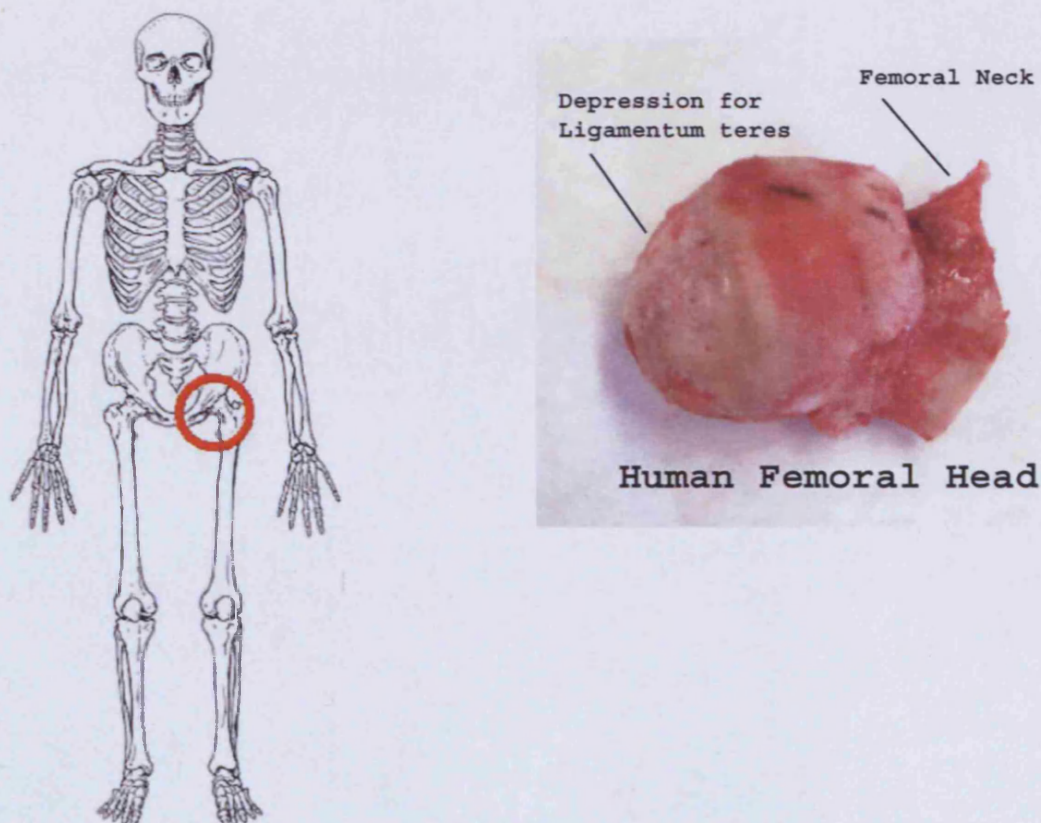 Femoral Neck
Depression for
Ligamentum teres
Human Femoral Head